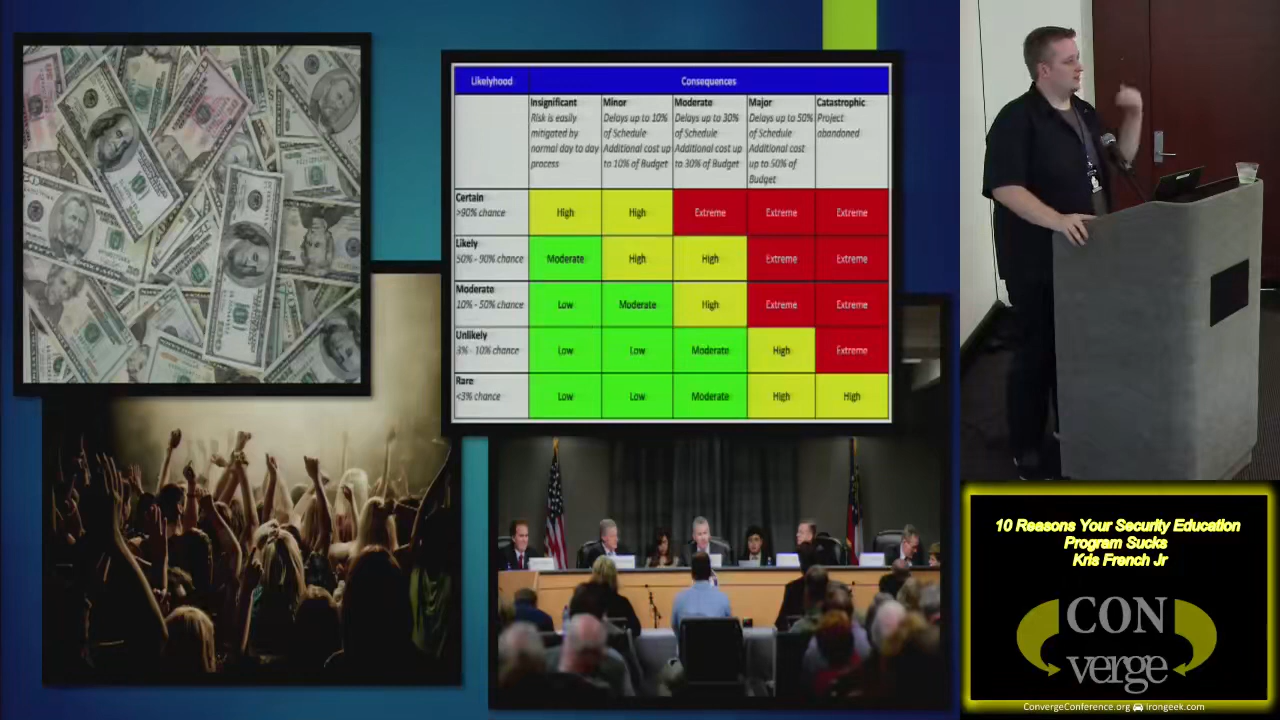 Likelyhood Consequences
Insignificant Minor Moderate Major Catastrophic
Risk is easily Delays up to 10% Delays up to 30% Delays up to 50% Project
mitigated by of Schedule of Schedule of Schedule abandoned
normal day to day Additional cost up Additional cost up Additional cost
process to 10% of Budget to 30% of Budget up to 50% of
Budget
Certain
>90% chance High High Extreme Extreme Extreme
Likely
50% - 90% chance Moderate High High Extreme Extreme
Moderate
10% - 50% chance Low Moderate High Extreme Extreme
Unlikely
3% - 10% chance Low Low Moderate High Extreme
Rare
<3% chance Low Low Moderate High High
10 Reasons Your Security Education
Program Sucks
Kris French Jr
CON
verge
ConvergeConference.org Irongeek.com